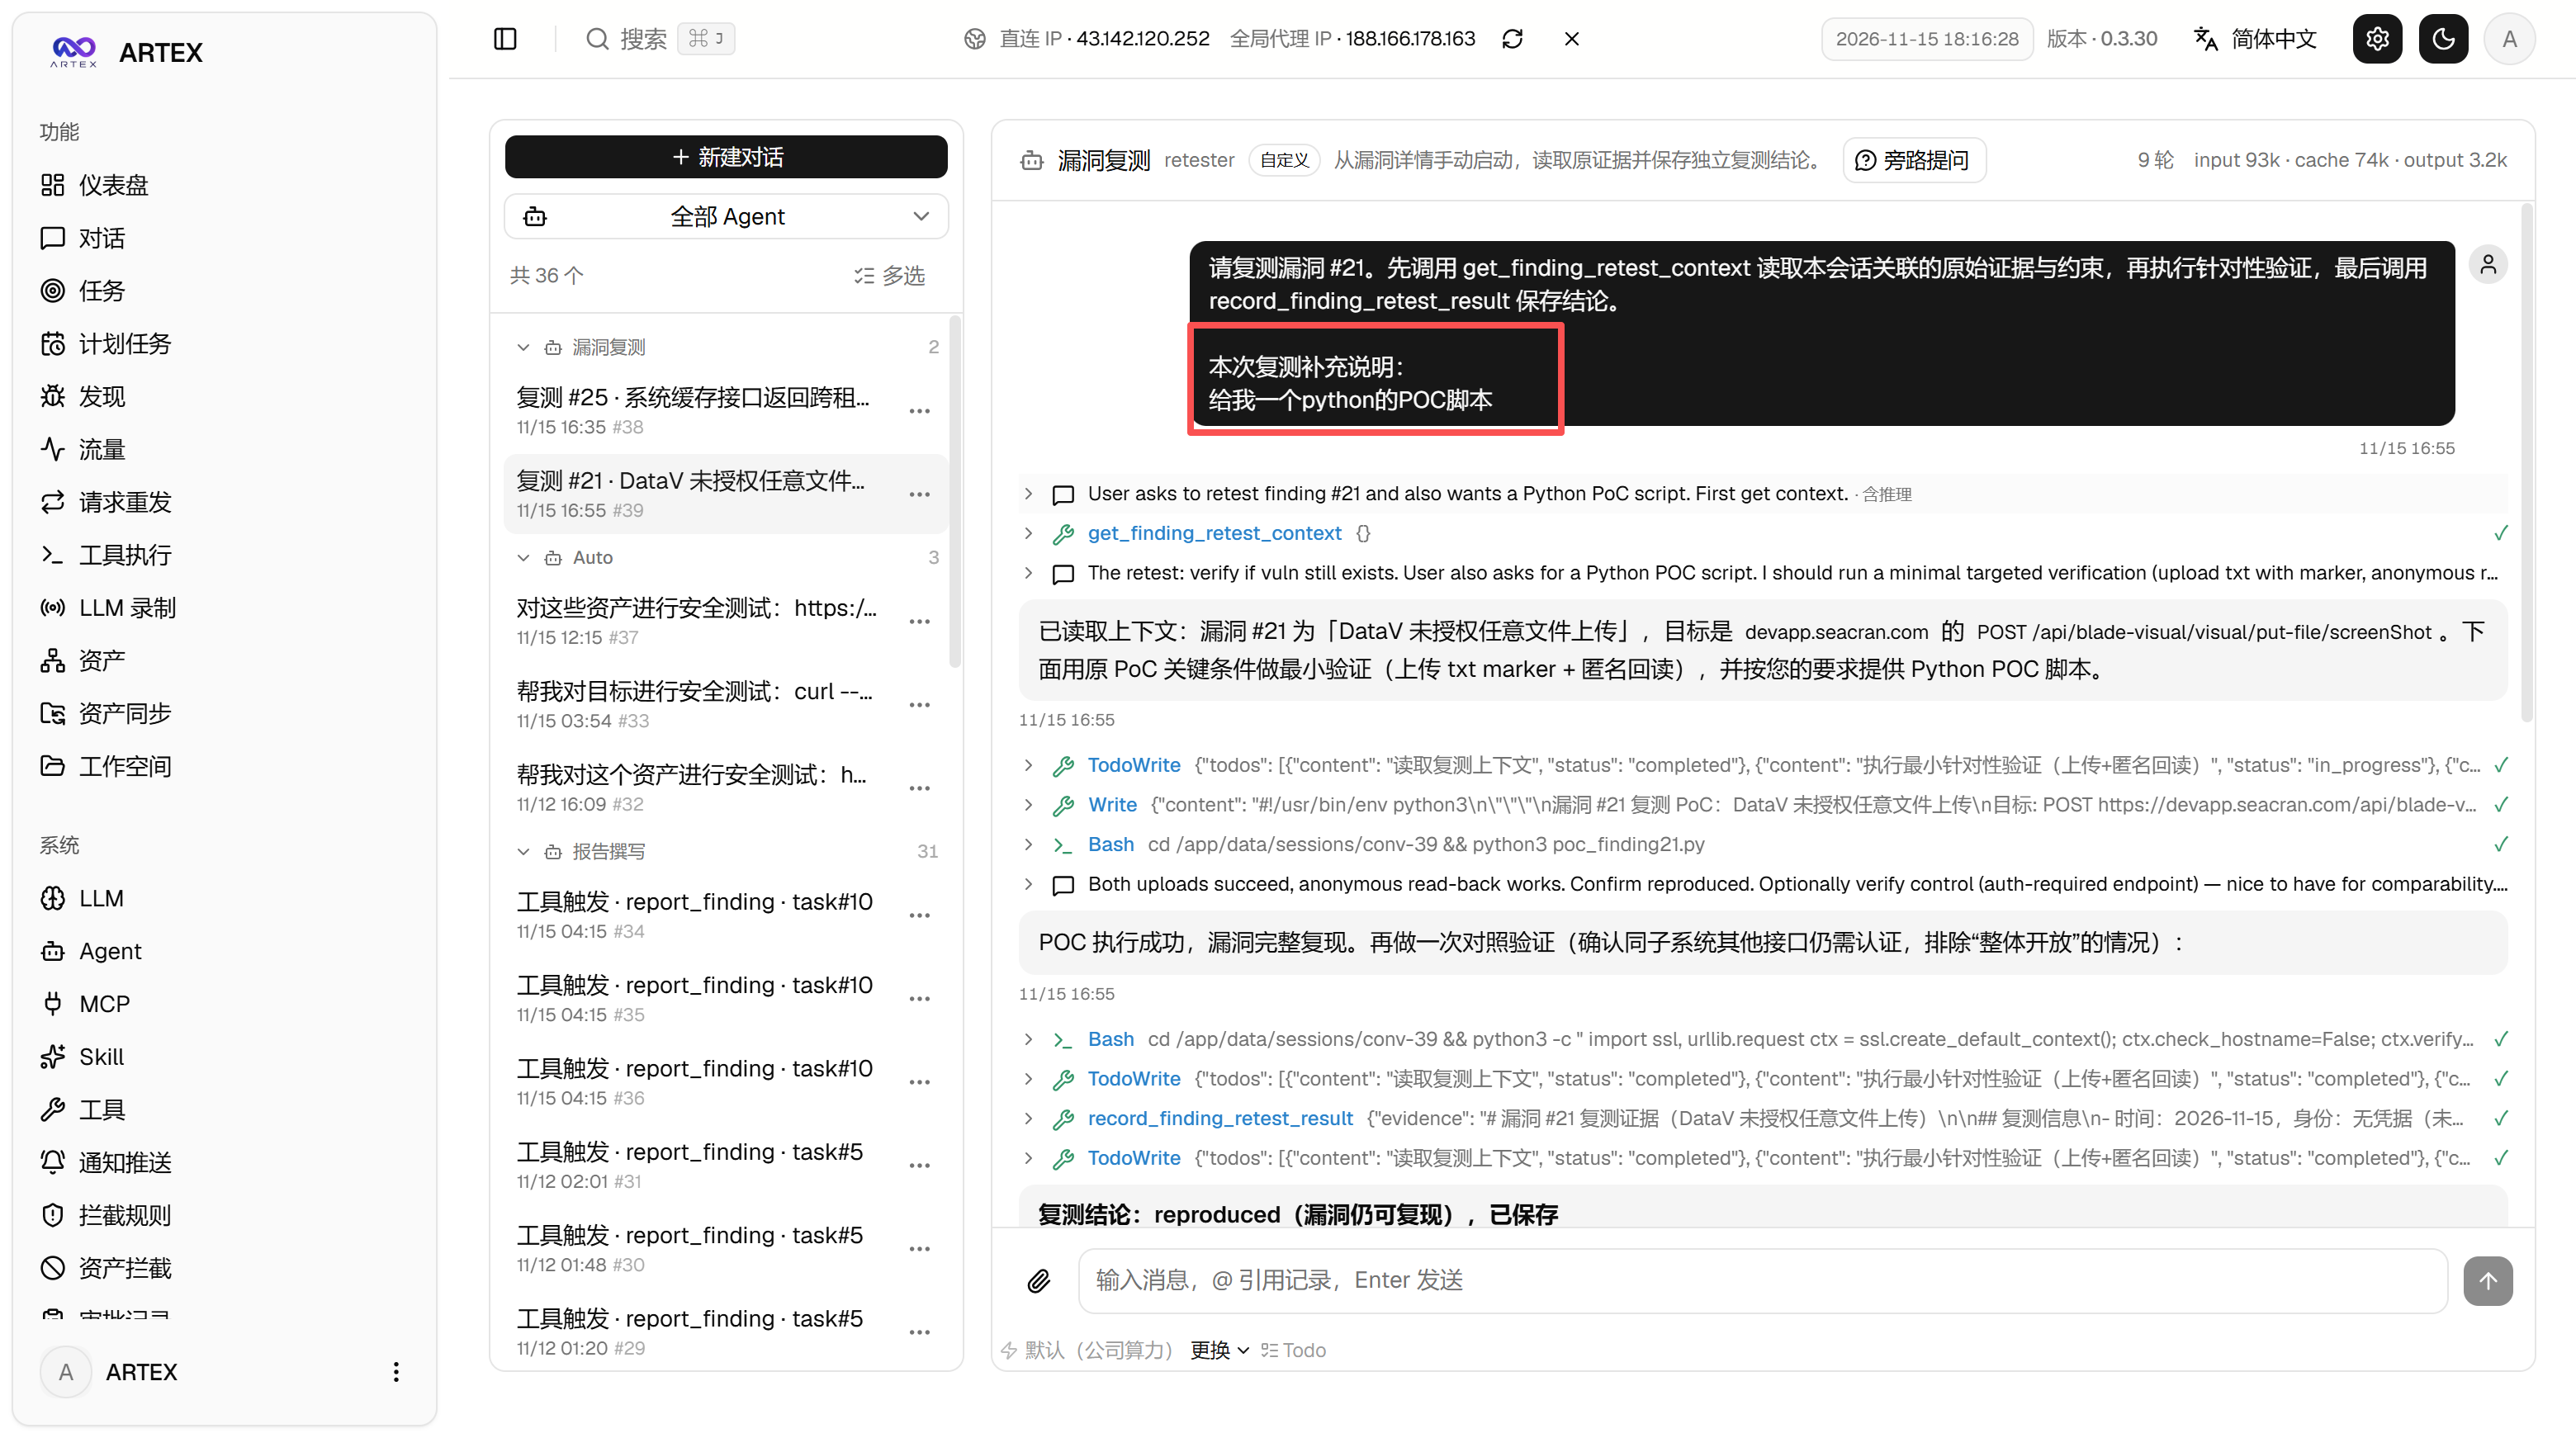 ARTEX
ARTEX
功能
仪表盘
对话
任务
计划任务
发现
流量
请求重发
工具执行
LLM 录制
资产
资产同步
工作空间
系统
LLM
Agent
MCP
Skill
工具
通知推送
拦截规则
资产拦截
审批记录
A ARTEX
搜索 ⌘ J
直连 IP · 43.142.120.252 全局代理 IP · 188.166.178.163
2026-11-15 18:16:28 版本 · 0.3.30 简体中文 A
+ 新建对话
全部 Agent
共 36 个 多选
漏洞复测 2
复测 #25 · 系统缓存接口返回跨租...
11/15 16:35 #38
复测 #21 · DataV 未授权任意文件...
11/15 16:55 #39
Auto 3
对这些资产进行安全测试：https:/...
11/15 12:15 #37
帮我对目标进行安全测试：curl --...
11/15 03:54 #33
帮我对这个资产进行安全测试：h...
11/12 16:09 #32
报告撰写 31
工具触发 · report_finding · task#10
11/15 04:15 #34
工具触发 · report_finding · task#10
11/15 04:15 #35
工具触发 · report_finding · task#10
11/15 04:15 #36
工具触发 · report_finding · task#5
11/12 02:01 #31
工具触发 · report_finding · task#5
11/12 01:48 #30
工具触发 · report_finding · task#5
11/12 01:20 #29
漏洞复测 retester 自定义 从漏洞详情手动启动，读取原证据并保存独立复测结论。 旁路提问 9 轮 input 93k · cache 74k · output 3.2k
请复测漏洞 #21。先调用 get_finding_retest_context 读取本会话关联的原始证据与约束，再执行针对性验证，最后调用
record_finding_retest_result 保存结论。
本次复测补充说明：
给我一个python的POC脚本
11/15 16:55
User asks to retest finding #21 and also wants a Python PoC script. First get context. · 含推理
get_finding_retest_context {}
The retest: verify if vuln still exists. User also asks for a Python POC script. I should run a minimal targeted verification (upload txt with marker, anonymous r...
已读取上下文：漏洞 #21 为「DataV 未授权任意文件上传」，目标是 devapp.seacran.com 的 POST /api/blade-visual/visual/put-file/screenShot 。下
面用原 PoC 关键条件做最小验证（上传 txt marker + 匿名回读），并按您的要求提供 Python POC 脚本。
11/15 16:55
TodoWrite {"todos": [{"content": "读取复测上下文", "status": "completed"}, {"content": "执行最小针对性验证（上传+匿名回读）", "status": "in_progress"}, {"c...
Write {"content": "#!/usr/bin/env python3\n\"\"\"\n漏洞 #21 复测 PoC：DataV 未授权任意文件上传\n目标: POST https://devapp.seacran.com/api/blade-v...
Bash cd /app/data/sessions/conv-39 && python3 poc_finding21.py
Both uploads succeed, anonymous read-back works. Confirm reproduced. Optionally verify control (auth-required endpoint) — nice to have for comparability....
POC 执行成功，漏洞完整复现。再做一次对照验证（确认同子系统其他接口仍需认证，排除“整体开放”的情况）：
11/15 16:55
Bash cd /app/data/sessions/conv-39 && python3 -c " import ssl, urllib.request ctx = ssl.create_default_context(); ctx.check_hostname=False; ctx.verify...
TodoWrite {"todos": [{"content": "读取复测上下文", "status": "completed"}, {"content": "执行最小针对性验证（上传+匿名回读）", "status": "completed"}, {"c...
record_finding_retest_result {"evidence": "# 漏洞 #21 复测证据（DataV 未授权任意文件上传）\n\n## 复测信息\n- 时间：2026-11-15，身份：无凭据（未...
TodoWrite {"todos": [{"content": "读取复测上下文", "status": "completed"}, {"content": "执行最小针对性验证（上传+匿名回读）", "status": "completed"}, {"c...
复测结论：reproduced（漏洞仍可复现），已保存
输入消息，@ 引用记录，Enter 发送
默认（公司算力） 更换 Todo